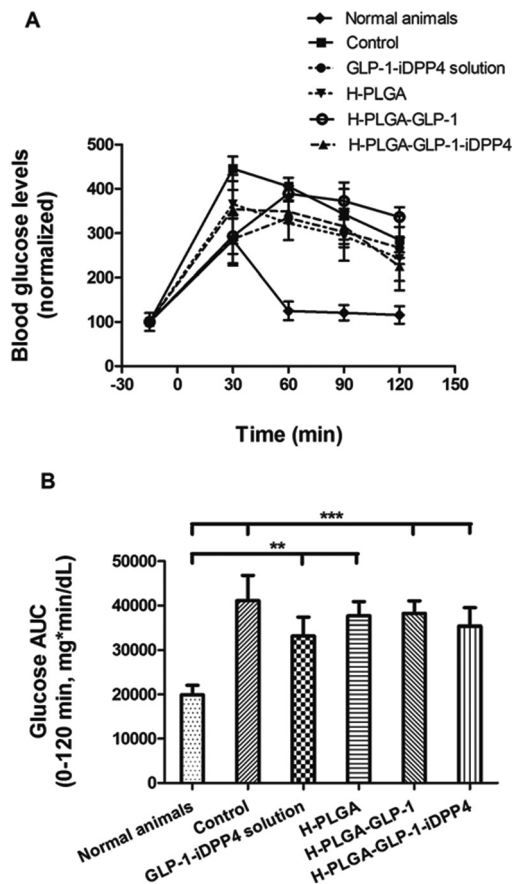 A
Normal animals
Control
GLP-1-iDPP4 solution
H-PLGA
H-PLGA-GLP-1
H-PLGA-GLP-1-iDPP4
Blood glucose levels
(normalized)
500
400
300
200
100
0
-30
0
30
60
90
120
150
Time (min)
B
***
**
Glucose AUC
(0-120 min, mg*min/dL)
50000
40000
30000
20000
10000
0
Normal animals
Control
GLP-1-iDPP4 solution
H-PLGA
H-PLGA-GLP-1
H-PLGA-GLP-1-iDPP4